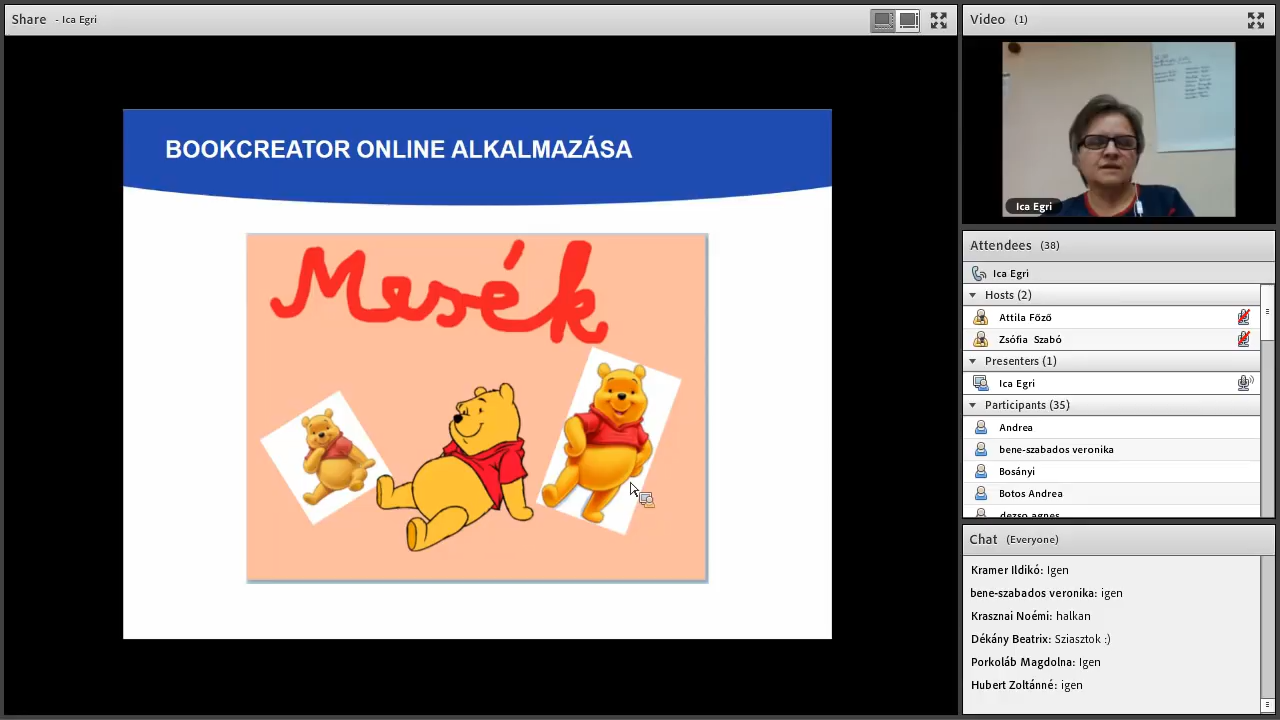 Share - Ica Egri
BOOKCREATOR ONLINE ALKALMAZÁSA
Mesék
Video (1)
Ica Egri
Attendees (38)
Ica Egri
Hosts (2)
Attila Főző
Zsófia Szabó
Presenters (1)
Ica Egri
Participants (35)
Andrea
bene-szabados veronika
Bosányi
Botos Andrea
dezso agnes
Chat (Everyone)
Kramer Ildikó: Igen
bene-szabados veronika: igen
Krasznai Noémi: halkan
Dékány Beatrix: Sziasztok :)
Porkoláb Magdolna: Igen
Hubert Zoltánné: igen